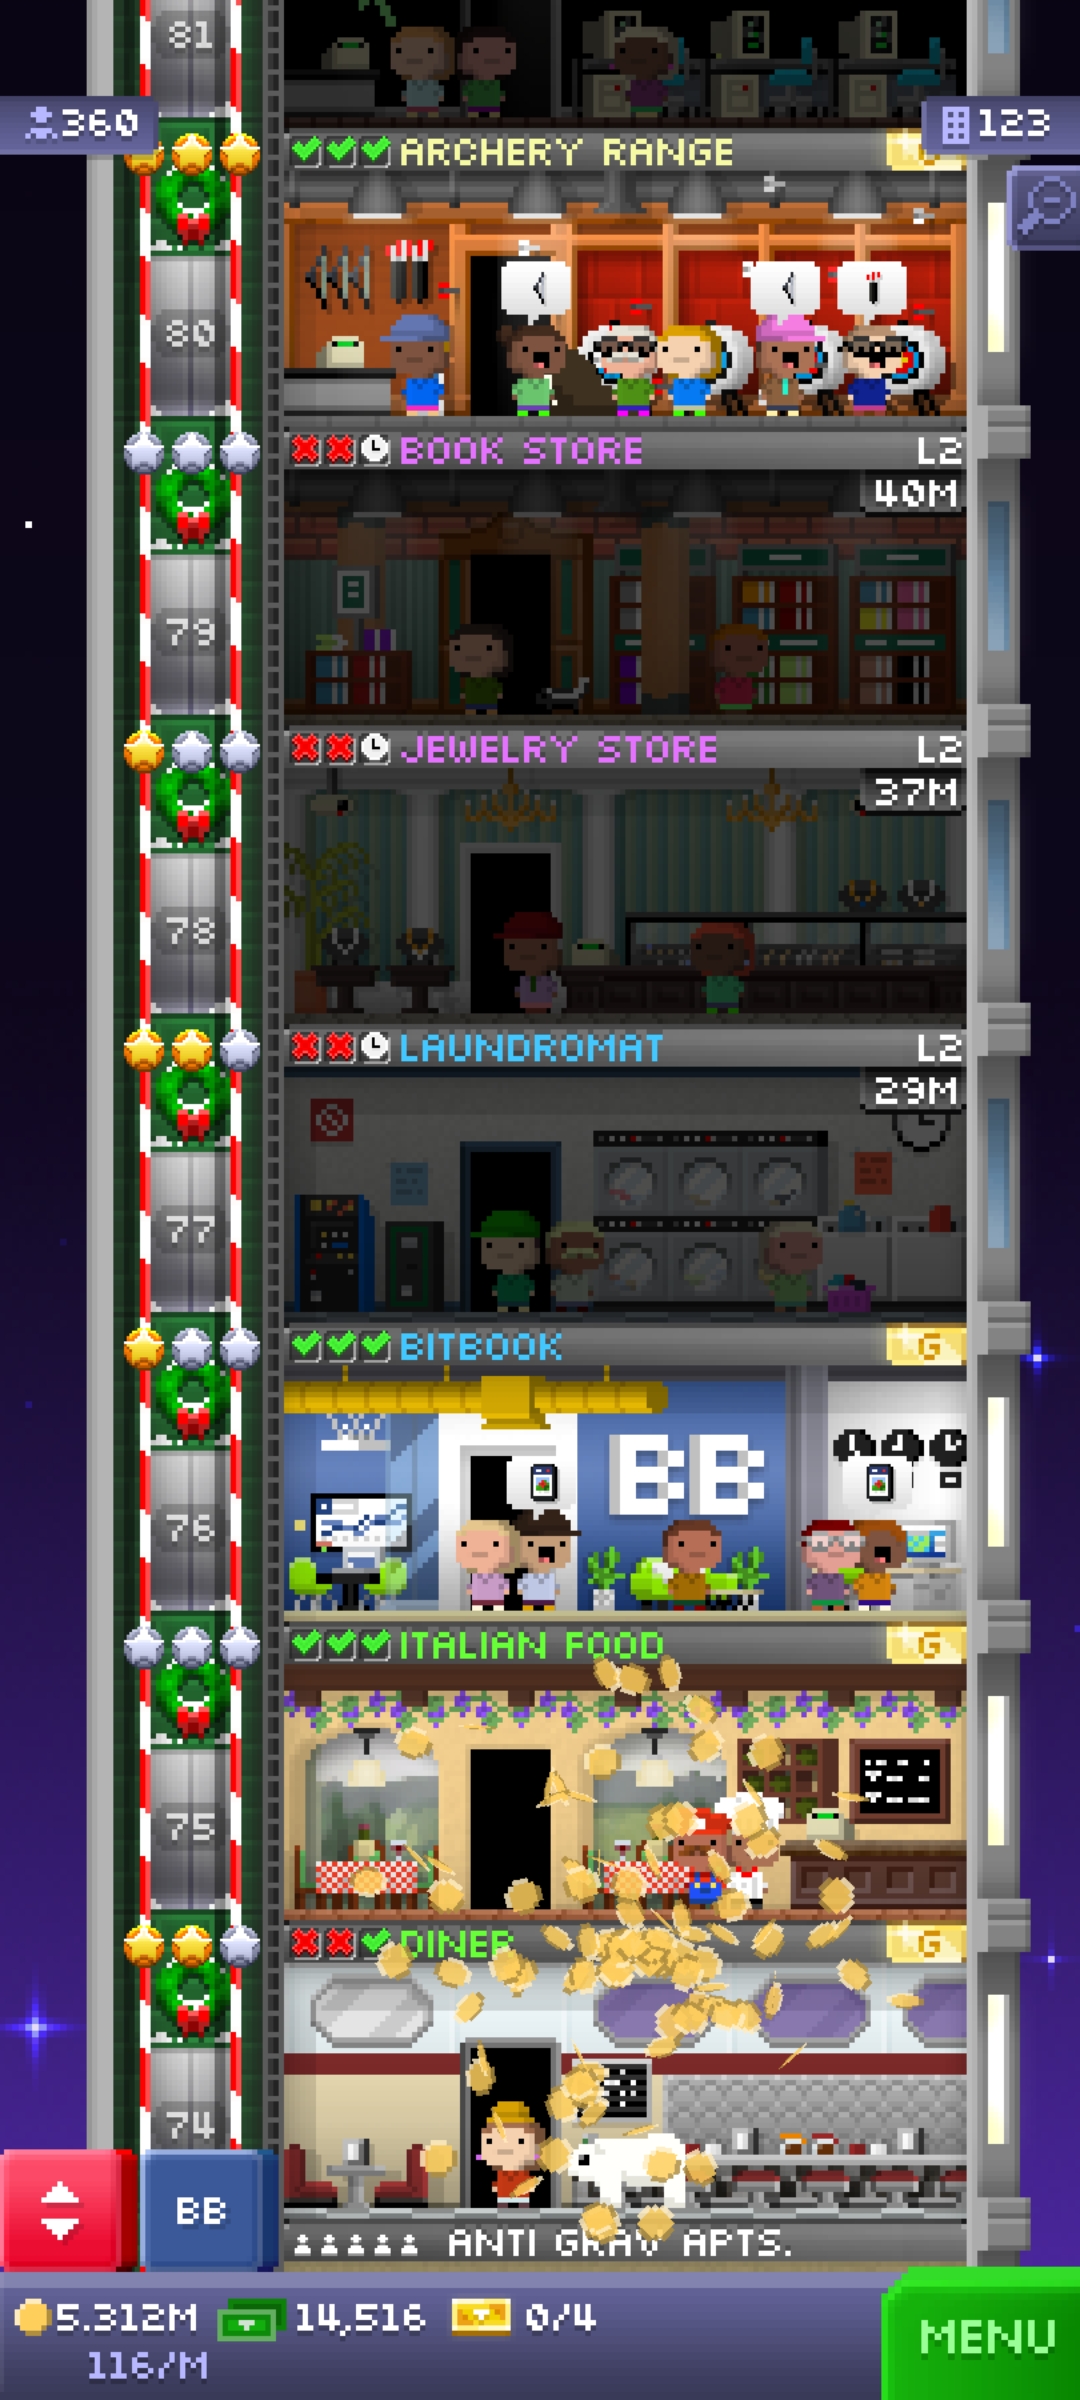 81
360
123
ARCHERY RANGE
80
BOOK STORE L2
40M
79
JEWELRY STORE L2
37M
78
LAUNDROMAT L2
29M
77
BITBOOK G
BB
76
ITALIAN FOOD G
75
DINER G
74
BB
ANTI GRAV APTS.
5.312M 14,516 0/4
116/M
MENU